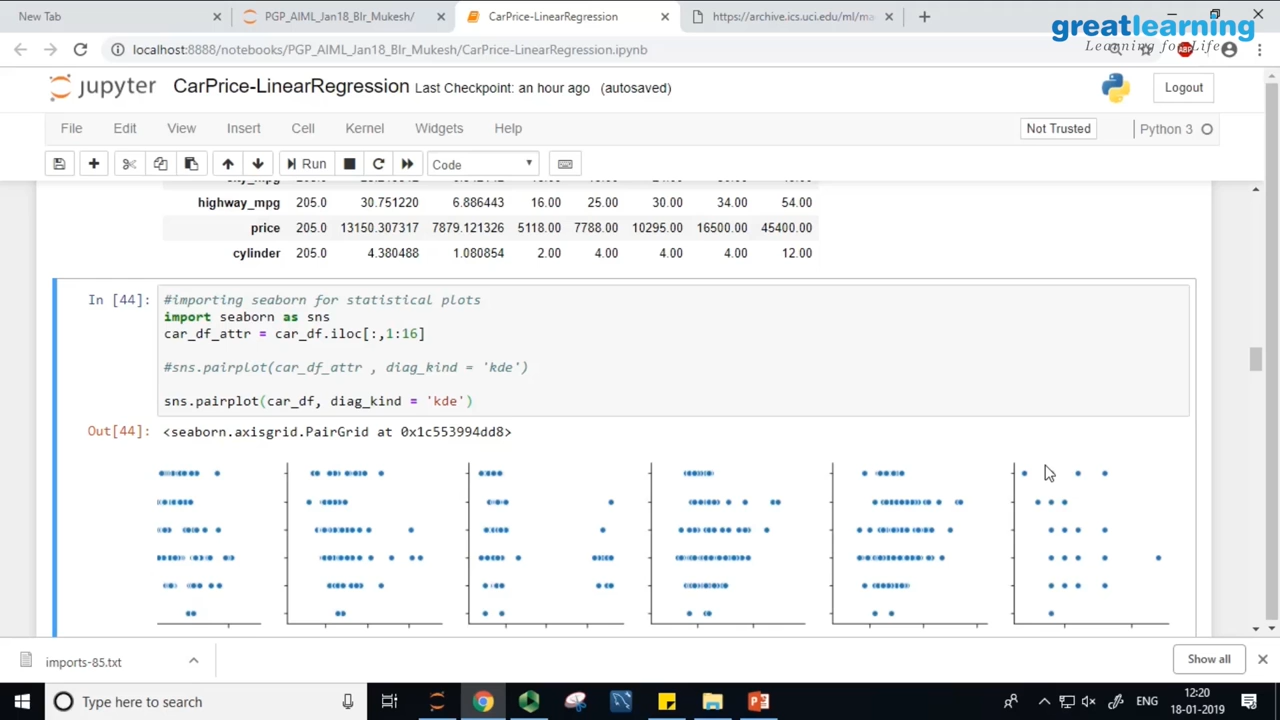 New Tab
PGP_AIML_Jan18_Blr_Mukesh/
CarPrice-LinearRegression
https://archive.ics.uci.edu/ml/ma
greatlearning
Learning for Life
localhost:8888/notebooks/PGP_AIML_Jan18_Blr_Mukesh/CarPrice-LinearRegression.ipynb
ABP
jupyter CarPrice-LinearRegression Last Checkpoint: an hour ago (autosaved)
Logout
File Edit View Insert Cell Kernel Widgets Help
Not Trusted
Python 3
Run
Code
highway_mpg 205.0 30.751220 6.886443 16.00 25.00 30.00 34.00 54.00
price 205.0 13150.307317 7879.121326 5118.00 7788.00 10295.00 16500.00 45400.00
cylinder 205.0 4.380488 1.080854 2.00 4.00 4.00 4.00 12.00
In [44]: #importing seaborn for statistical plots
import seaborn as sns
car_df_attr = car_df.iloc[:,1:16]
#sns.pairplot(car_df_attr , diag_kind = 'kde')
sns.pairplot(car_df, diag_kind = 'kde')
Out[44]: <seaborn.axisgrid.PairGrid at 0x1c553994dd8>
imports-85.txt
Show all
Type here to search
ENG
12:20
18-01-2019